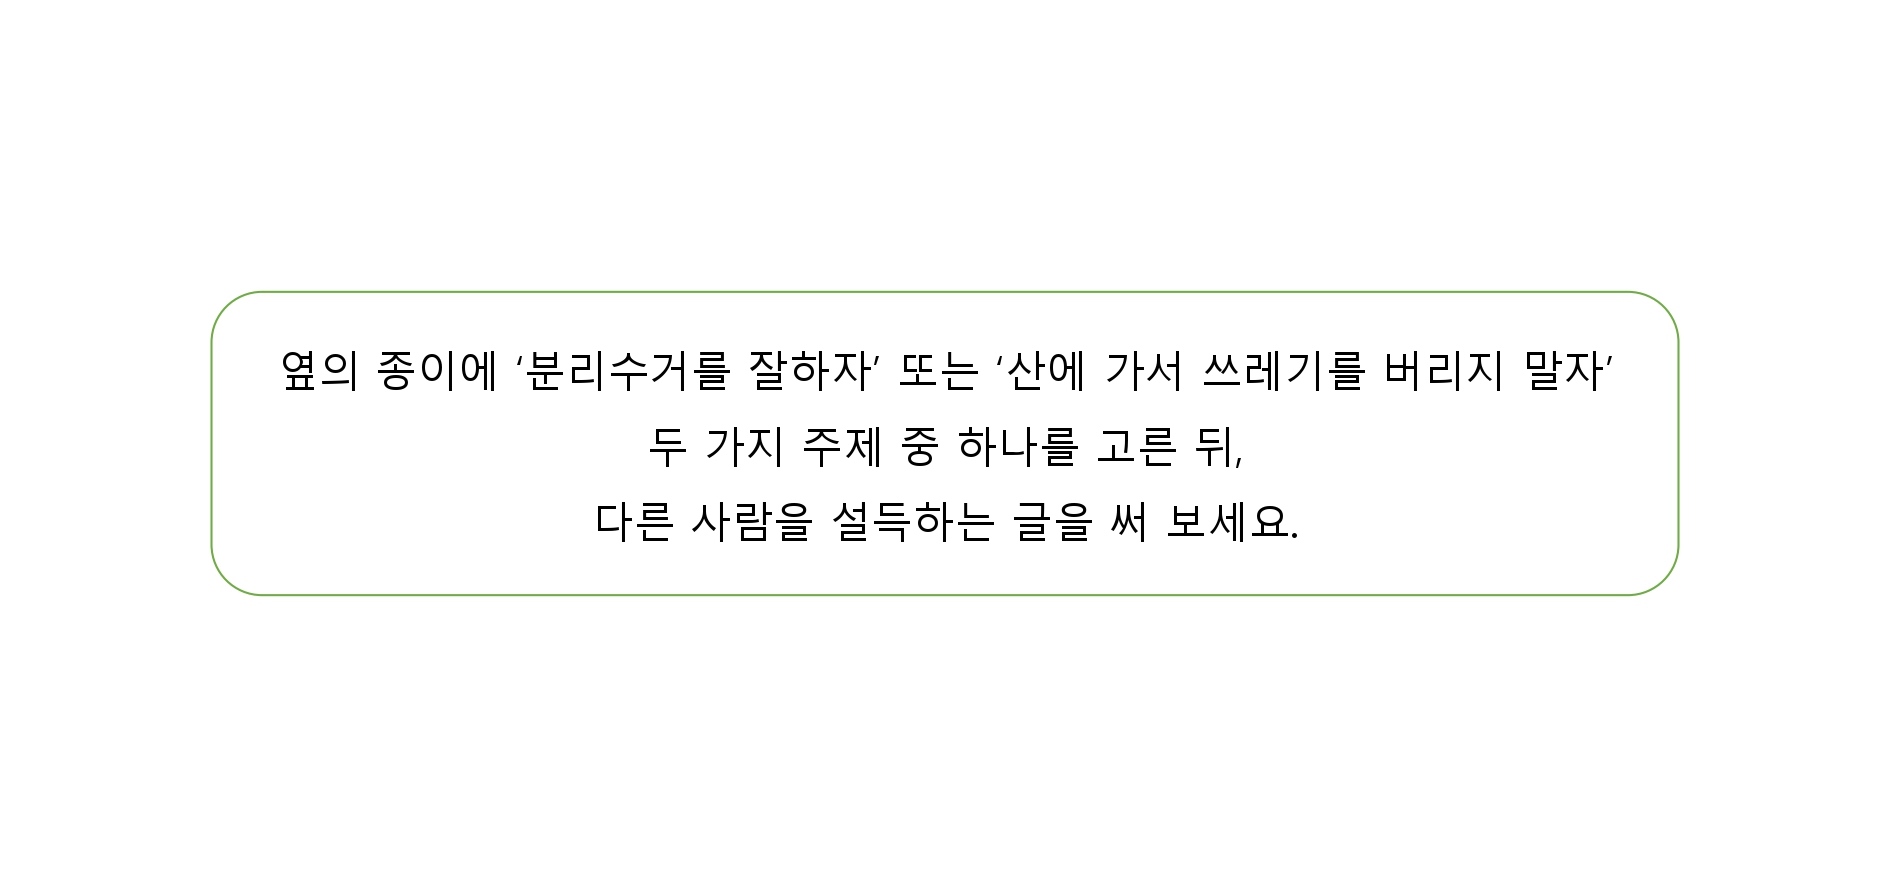 옆의 종이에 ‘분리수거를 잘하자’ 또는 ‘산에 가서 쓰레기를 버리지 말자’
두 가지 주제 중 하나를 고른 뒤,
다른 사람을 설득하는 글을 써 보세요.